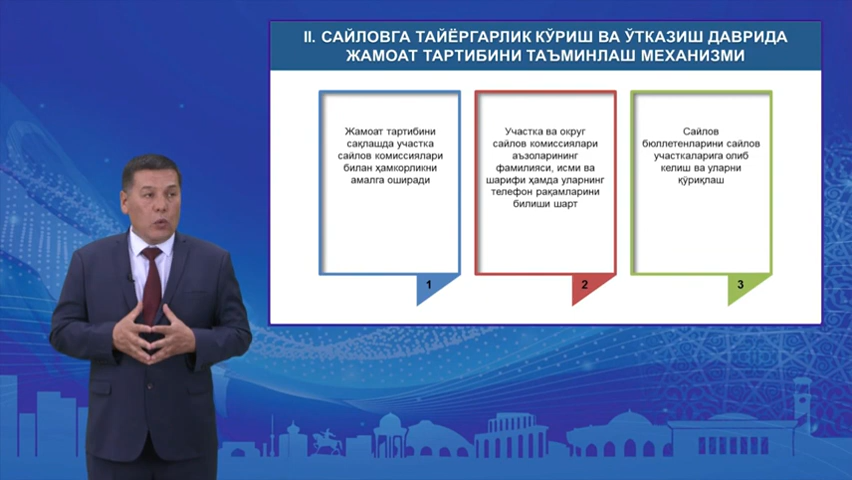 II. САЙЛОВГА ТАЙЁРГАРЛИК КЎРИШ ВА ЎТКАЗИШ ДАВРИДА
ЖАМОАТ ТАРТИБИНИ ТАЪМИНЛАШ МЕХАНИЗМИ
Жамоат тартибини
сақлашда участка
сайлов комиссиялари
билан ҳамкорликни
амалга оширади
1
Участка ва округ
сайлов комиссиялари
аъзоларининг
фамилияси, исми ва
шарифи ҳамда уларнинг
телефон рақамларини
билиши шарт
2
Сайлов
бюллетенларини сайлов
участкаларига олиб
келиш ва уларни
қўриқлаш
3